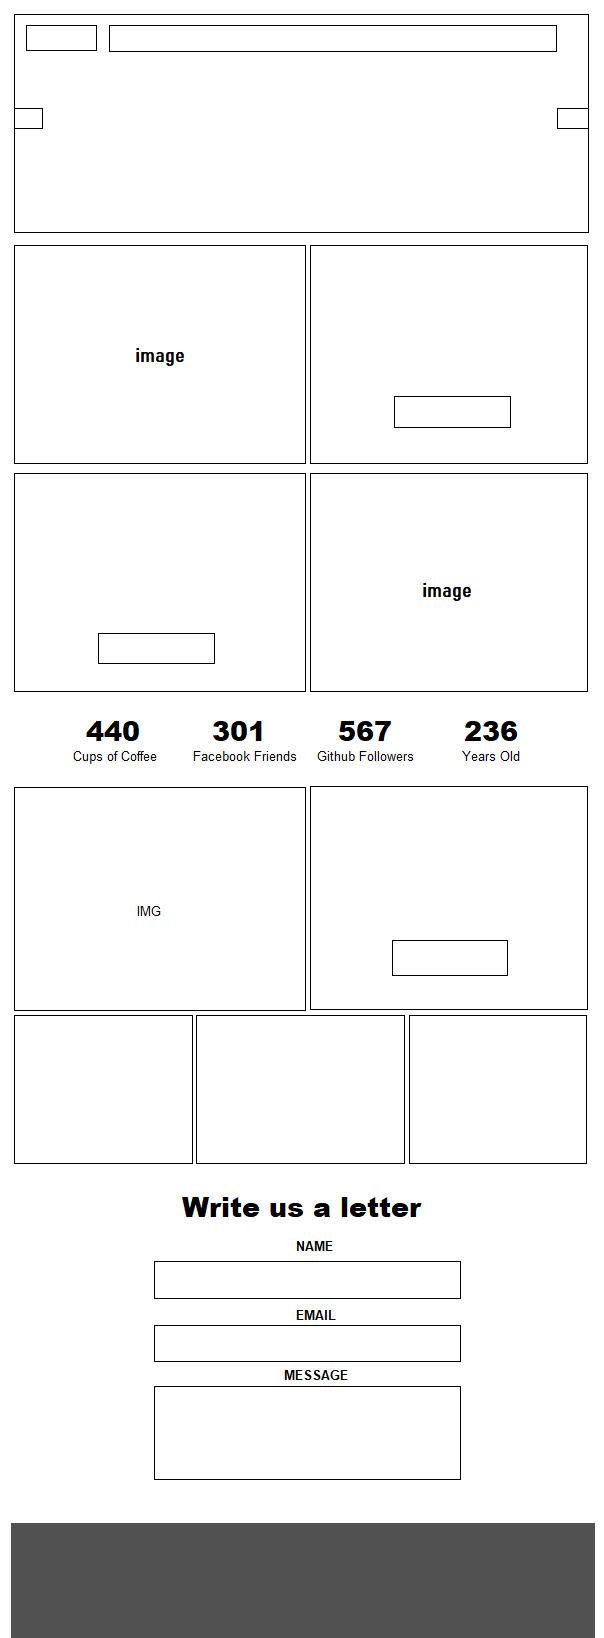 image
image
440 301 567 236
Cups of Coffee Facebook Friends Github Followers Years Old
IMG
Write us a letter
NAME
EMAIL
MESSAGE